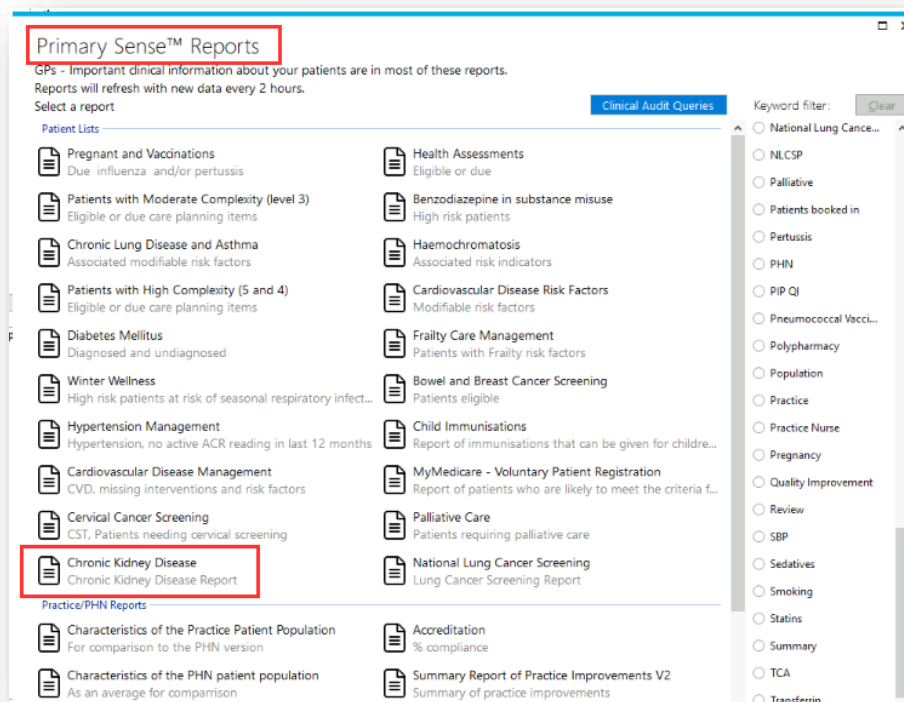 Primary Sense™ Reports
GPs - Important clinical information about your patients are in most of these reports.
Reports will refresh with new data every 2 hours.
Select a report
Clinical Audit Queries
Keyword filter:
Clear
Patient Lists
Pregnant and Vaccinations
Due influenza and/or pertussis
Health Assessments
Eligible or due
Patients with Moderate Complexity (level 3)
Eligible or due care planning items
Benzodiazepine in substance misuse
High risk patients
Chronic Lung Disease and Asthma
Associated modifiable risk factors
Haemochromatosis
Associated risk indicators
Patients with High Complexity (5 and 4)
Eligible or due care planning items
Cardiovascular Disease Risk Factors
Modifiable risk factors
Diabetes Mellitus
Diagnosed and undiagnosed
Frailty Care Management
Patients with Frailty risk factors
Winter Wellness
High risk patients at risk of seasonal respiratory infect...
Bowel and Breast Cancer Screening
Patients eligible
Hypertension Management
Hypertension, no active ACR reading in last 12 months
Child Immunisations
Report of immunisations that can be given for childre...
Cardiovascular Disease Management
CVD, missing interventions and risk factors
MyMedicare - Voluntary Patient Registration
Report of patients who are likely to meet the criteria f...
Cervical Cancer Screening
CST, Patients needing cervical screening
Palliative Care
Patients requiring palliative care
Chronic Kidney Disease
Chronic Kidney Disease Report
National Lung Cancer Screening
Lung Cancer Screening Report
Practice/PHN Reports
Characteristics of the Practice Patient Population
For comparison to the PHN version
Accreditation
% compliance
Characteristics of the PHN patient population
As an average for comparrison
Summary Report of Practice Improvements V2
Summary of practice improvements
National Lung Cance...
NLCSP
Palliative
Patients booked in
Pertussis
PHN
PIP QI
Pneumococcal Vacci...
Polypharmacy
Population
Practice
Practice Nurse
Pregnancy
Quality Improvement
Review
SBP
Sedatives
Smoking
Statins
Summary
TCA
Transferrin